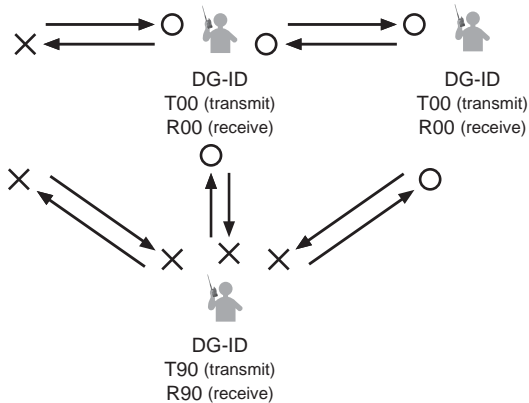 DG-ID
T00 (transmit)
R00 (receive)
DG-ID
T00 (transmit)
R00 (receive)
DG-ID
T90 (transmit)
R90 (receive)